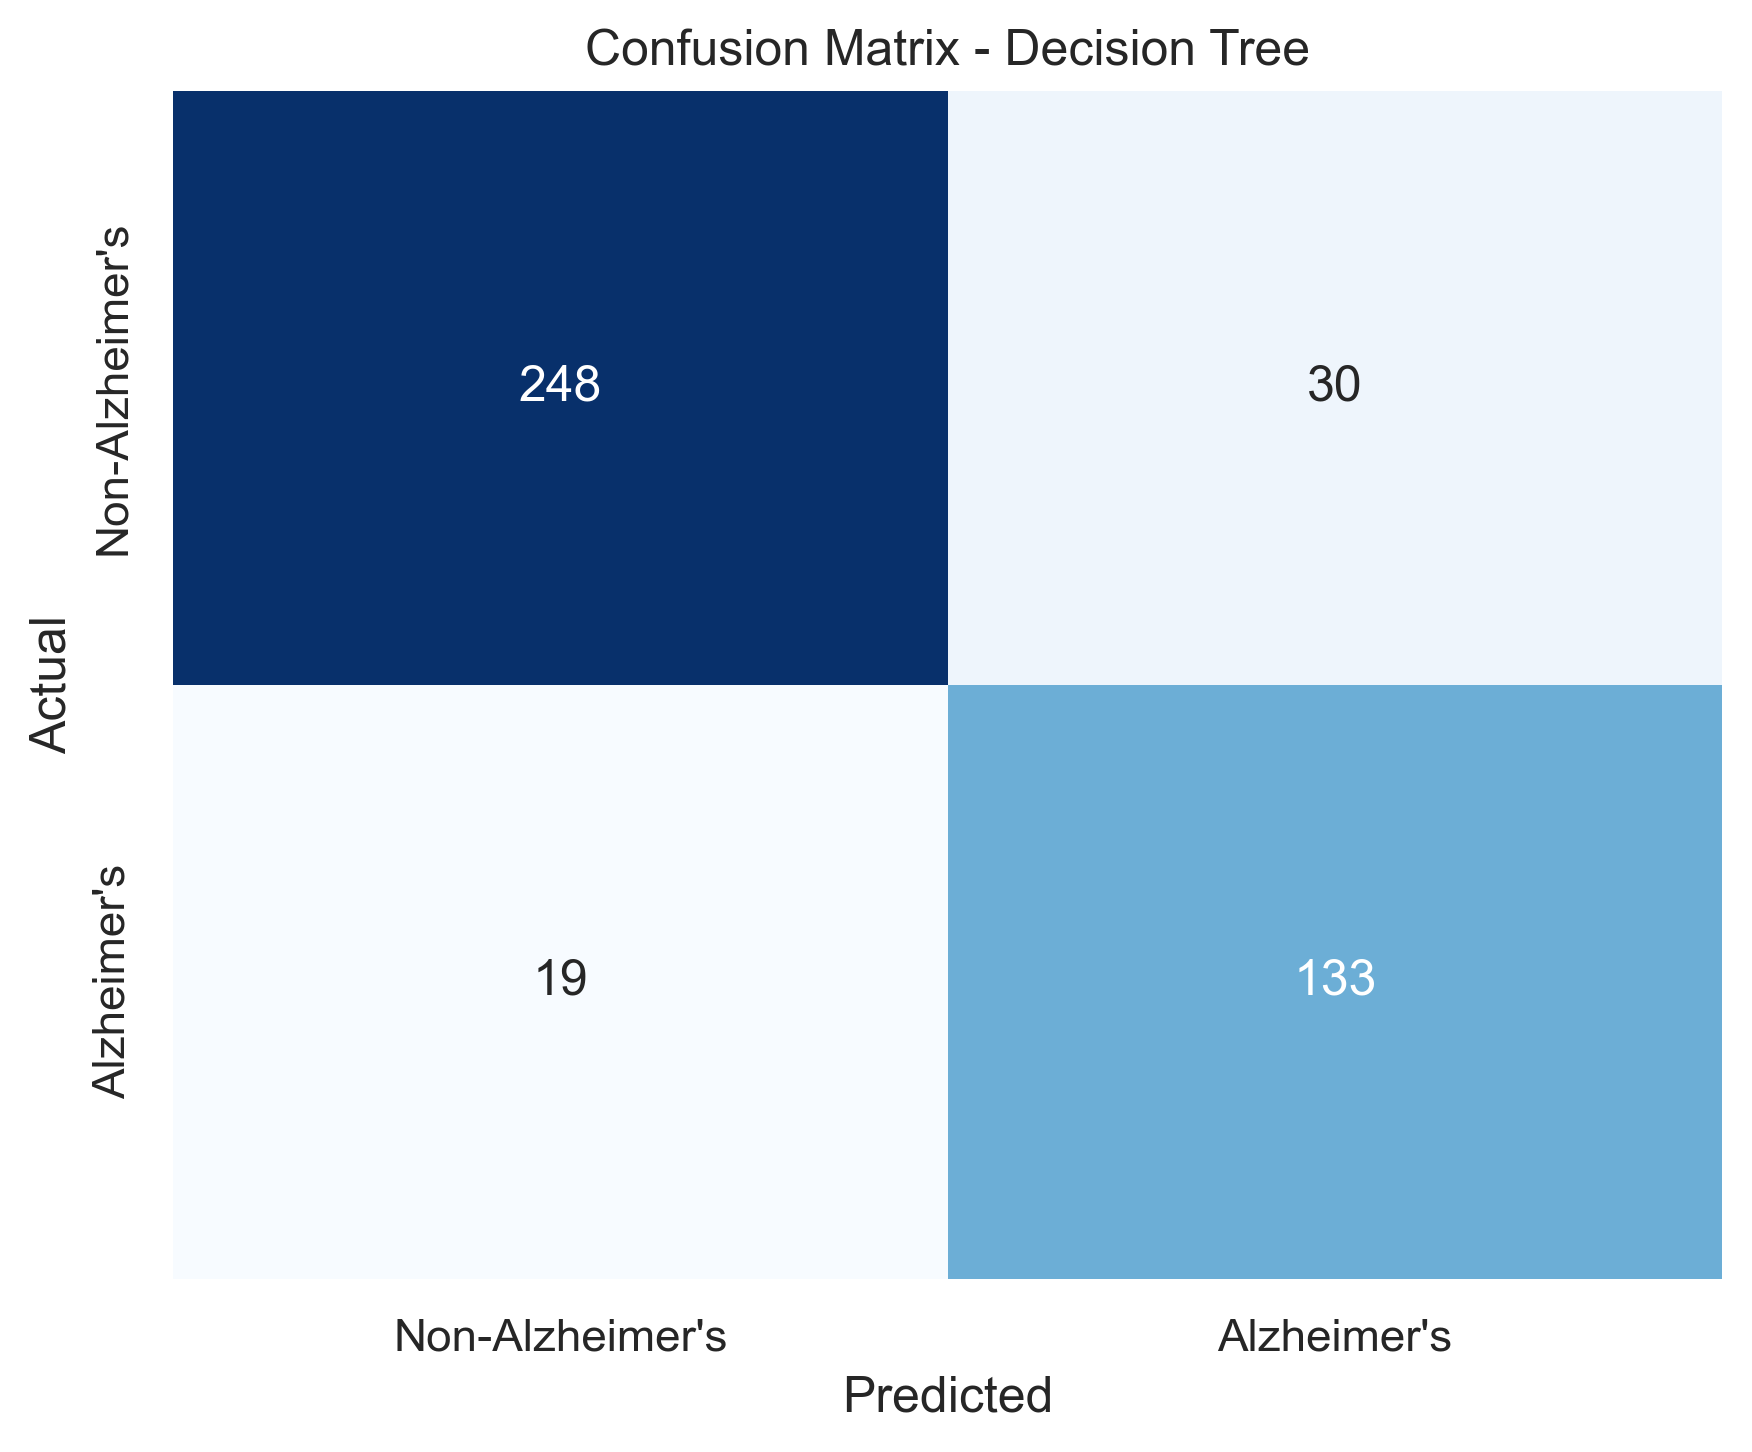 Confusion Matrix - Decision Tree
Actual
Non-Alzheimer's
248
30
Alzheimer's
19
133
Non-Alzheimer's
Alzheimer's
Predicted